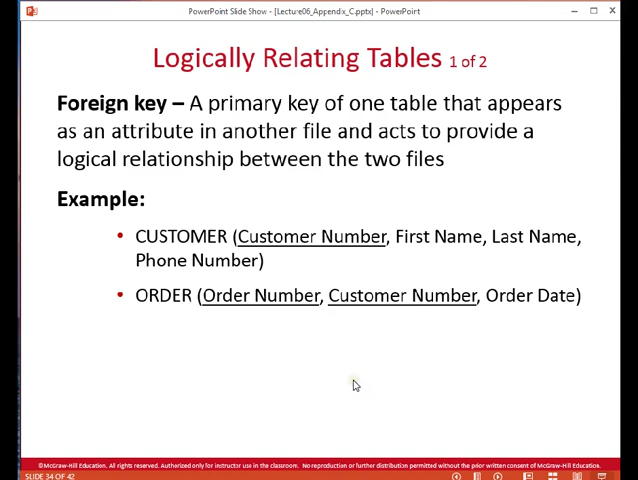 PowerPoint Slide Show - [Lecture06_Appendix_C.pptx] - PowerPoint
Logically Relating Tables 1 of 2
Foreign key – A primary key of one table that appears
as an attribute in another file and acts to provide a
logical relationship between the two files
Example:
• CUSTOMER (Customer Number, First Name, Last Name,
Phone Number)
• ORDER (Order Number, Customer Number, Order Date)
©McGraw-Hill Education. All rights reserved. Authorized only for instructor use in the classroom. No reproduction or further distribution permitted without the prior written consent of McGraw-Hill Education.
SLIDE 34 OF 42